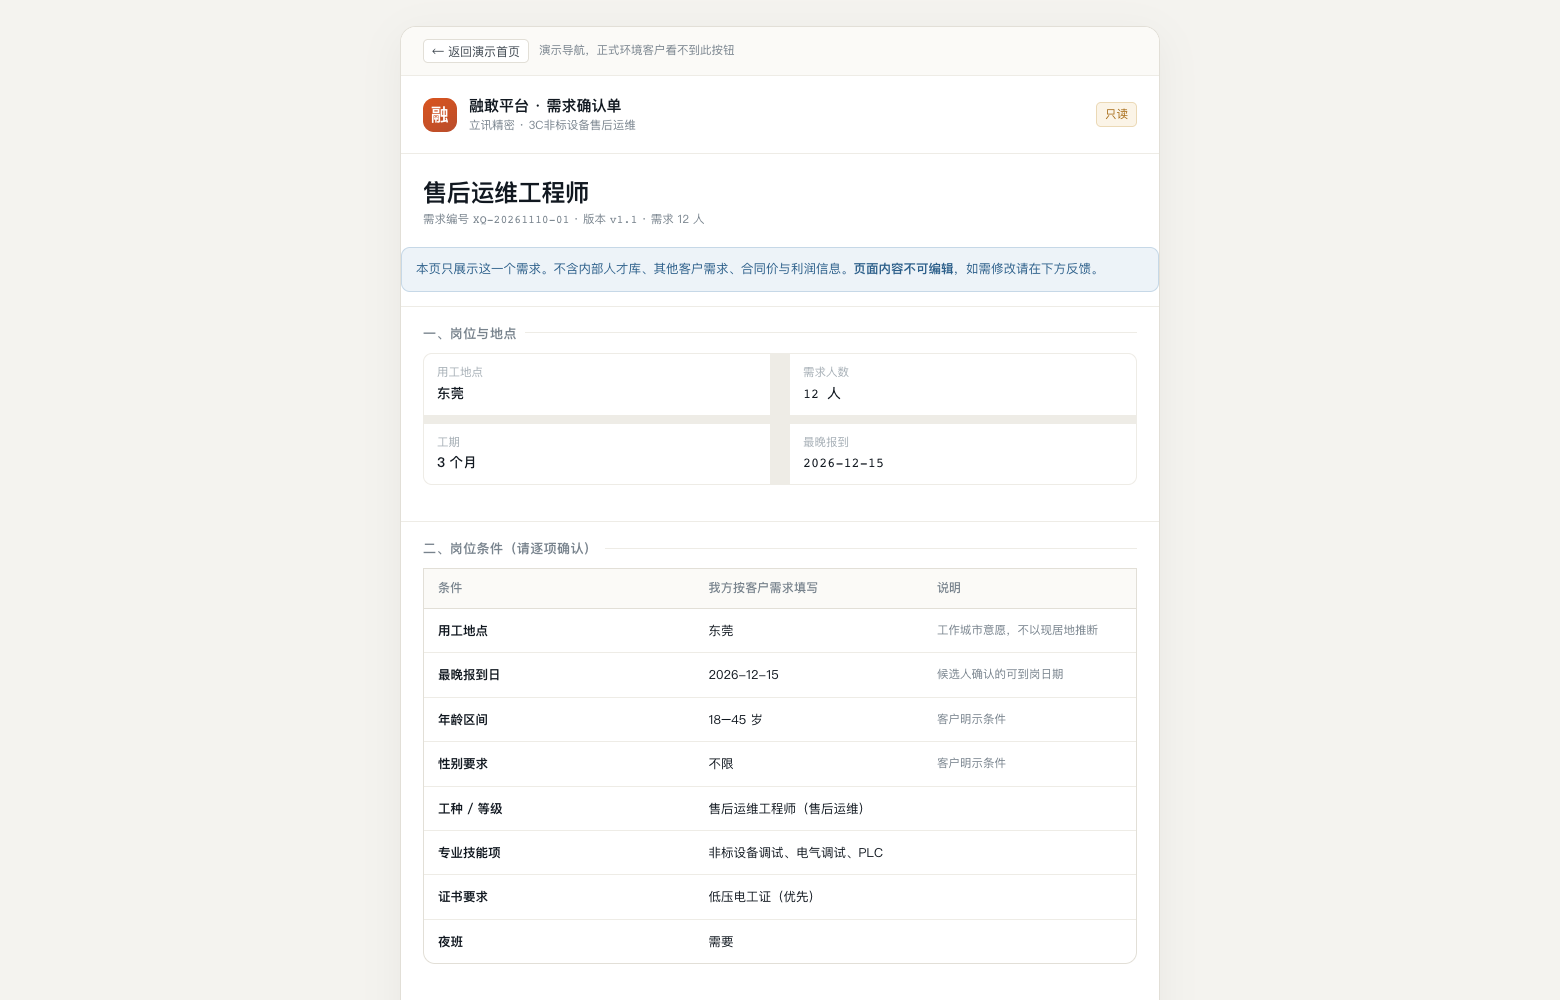 ← 返回演示首页 演示导航，正式环境客户看不到此按钮
融 融敢平台 · 需求确认单
立讯精密 · 3C非标设备售后运维
只读
售后运维工程师
需求编号 XQ-20261110-01 · 版本 v1.1 · 需求 12 人
本页只展示这一个需求。不含内部人才库、其他客户需求、合同价与利润信息。页面内容不可编辑，如需修改请在下方反馈。
一、岗位与地点
用工地点 需求人数
东莞 12 人
工期 最晚报到
3 个月 2026-12-15
二、岗位条件（请逐项确认）
条件 我方按客户需求填写 说明
用工地点 东莞 工作城市意愿，不以现居地推断
最晚报到日 2026-12-15 候选人确认的可到岗日期
年龄区间 18—45 岁 客户明示条件
性别要求 不限 客户明示条件
工种 / 等级 售后运维工程师（售后运维）
专业技能项 非标设备调试、电气调试、PLC
证书要求 低压电工证（优先）
夜班 需要